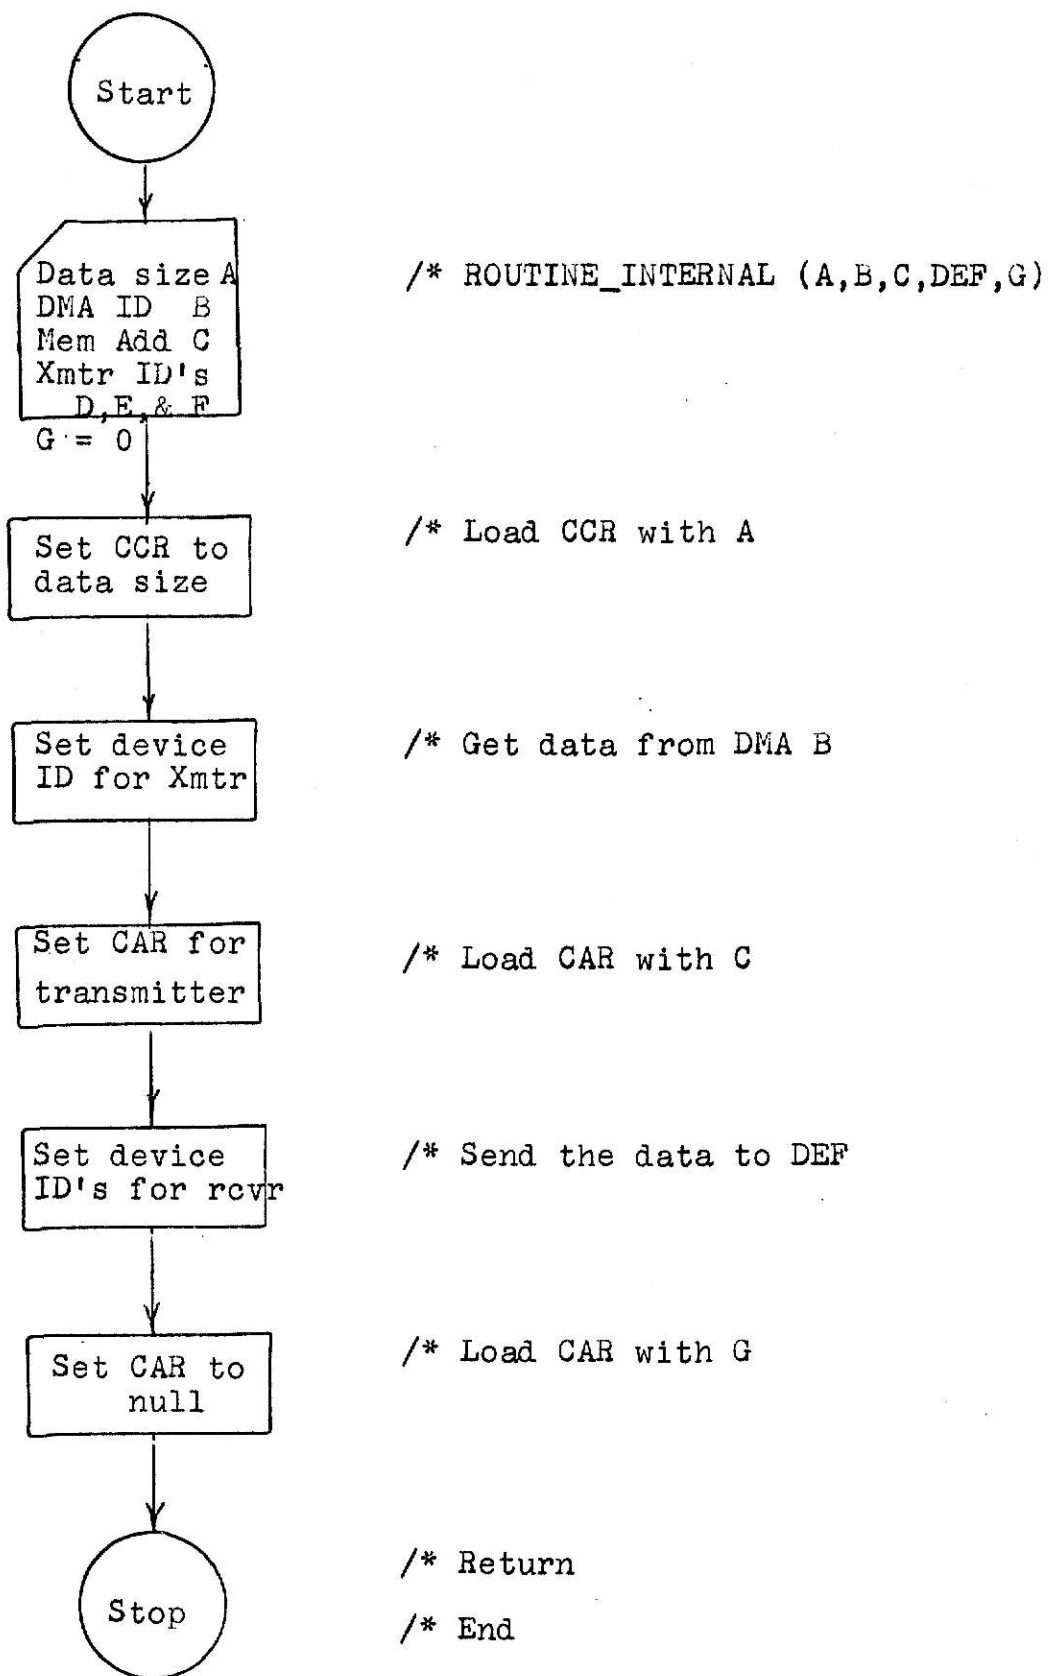 Start
Data size A
DMA ID B
Mem Add C
Xmtr ID's
D,E,& F
G = 0
/* ROUTINE_INTERNAL (A,B,C,DEF,G)
Set CCR to
data size
/* Load CCR with A
Set device
ID for Xmtr
/* Get data from DMA B
Set CAR for
transmitter
/* Load CAR with C
Set device
ID's for rcvr
/* Send the data to DEF
Set CAR to
null
/* Load CAR with G
Stop
/* Return
/* End